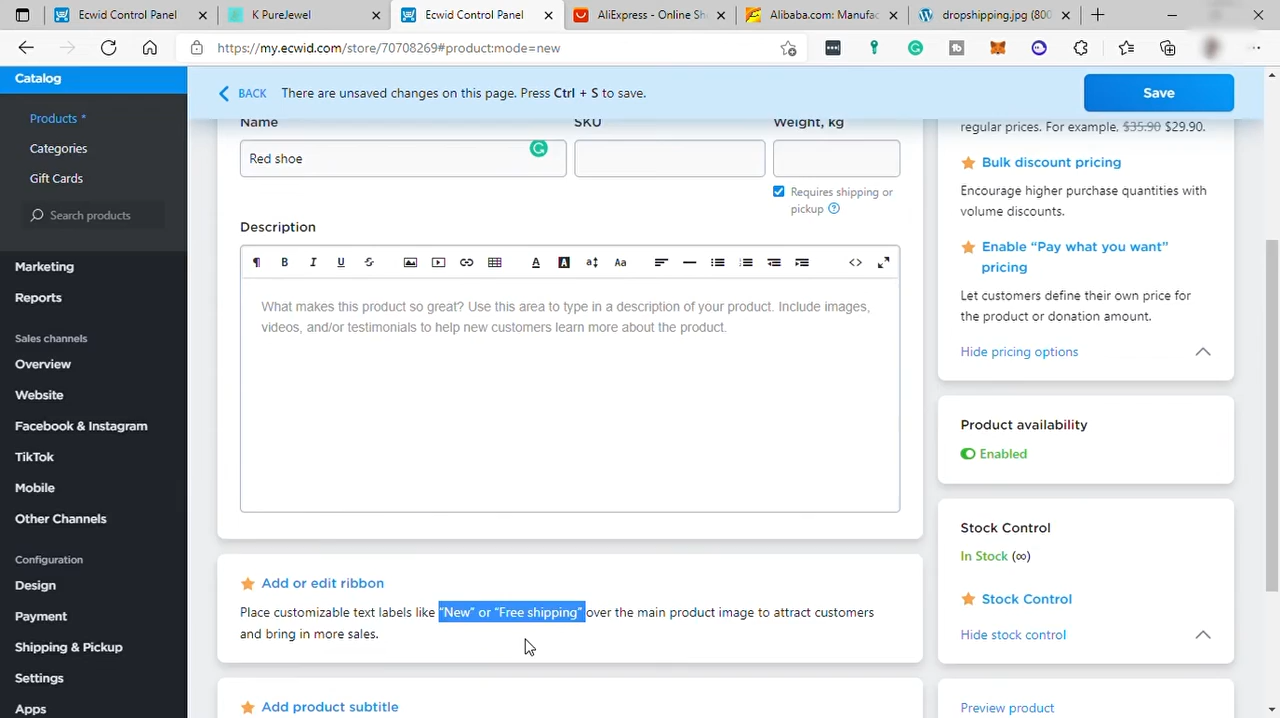 Ecwid Control Panel
K PureJewel
Ecwid Control Panel
AliExpress - Online Sh
Alibaba.com: Manufac
dropshipping.jpg (800
https://my.ecwid.com/store/70708269#product:mode=new
Catalog
BACK
There are unsaved changes on this page. Press Ctrl + S to save.
Save
Products *
Categories
Gift Cards
Search products
Marketing
Reports
Sales channels
Overview
Website
Facebook & Instagram
TikTok
Mobile
Other Channels
Configuration
Design
Payment
Shipping & Pickup
Settings
Apps
Name
SKU
Weight, kg
Red shoe
Requires shipping or
pickup
Description
What makes this product so great? Use this area to type in a description of your product. Include images,
videos, and/or testimonials to help new customers learn more about the product.
Add or edit ribbon
Place customizable text labels like “New” or “Free shipping” over the main product image to attract customers
and bring in more sales.
Add product subtitle
regular prices. For example, $35.90 $29.90.
Bulk discount pricing
Encourage higher purchase quantities with
volume discounts.
Enable “Pay what you want”
pricing
Let customers define their own price for
the product or donation amount.
Hide pricing options
Product availability
Enabled
Stock Control
In Stock (∞)
Stock Control
Hide stock control
Preview product